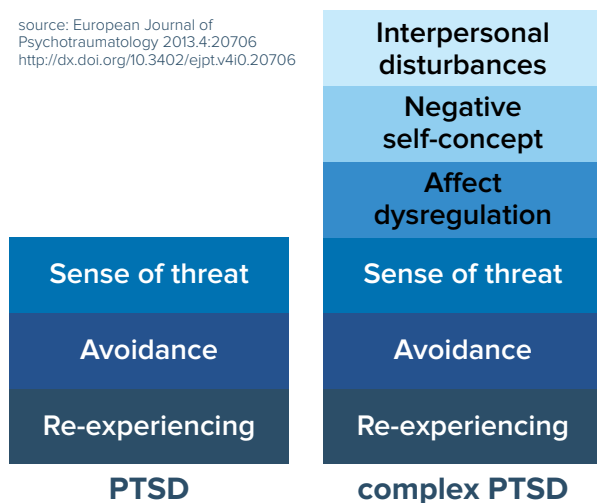 source: European Journal of
Psychotraumatology 2013.4:20706
http://dx.doi.org/10.3402/ejpt.v4i0.20706
Sense of threat
Avoidance
Re-experiencing
PTSD
Interpersonal
disturbances
Negative
self-concept
Affect
dysregulation
Sense of threat
Avoidance
Re-experiencing
complex PTSD